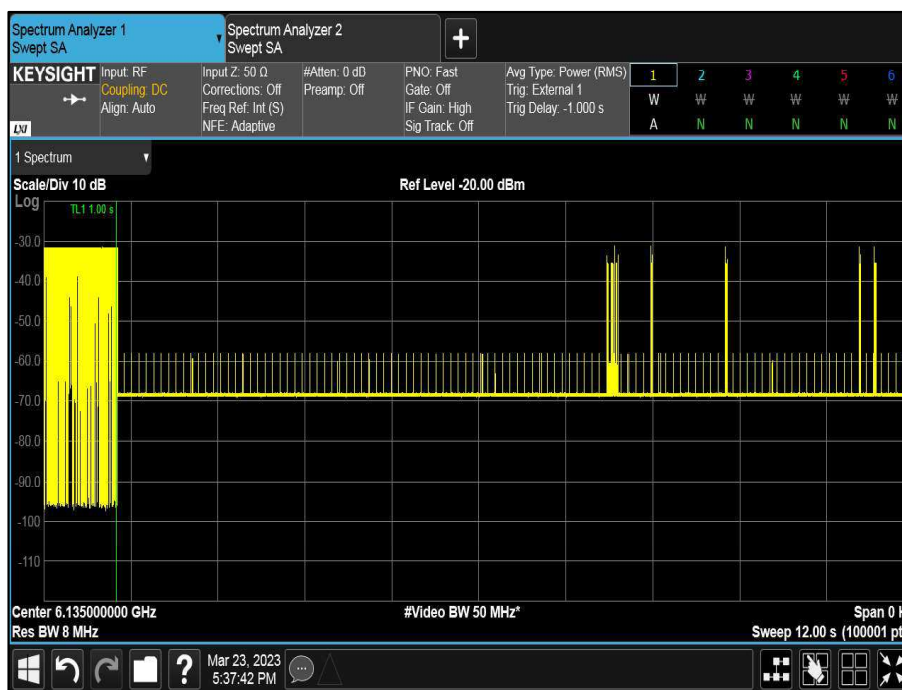 Spectrum Analyzer 1
Swept SA
Spectrum Analyzer 2
Swept SA
+
KEYSIGHT
Input: RF
Coupling: DC
Align: Auto
LXI
Input Z: 50 Ω
Corrections: Off
Freq Ref: Int (S)
NFE: Adaptive
#Atten: 0 dB
Preamp: Off
PNO: Fast
Gate: Off
IF Gain: High
Sig Track: Off
Avg Type: Power (RMS)
Trig: External 1
Trig Delay: -1.000 s
1 2 3 4 5 6
W W W W W W
A N N N N N
1 Spectrum
Scale/Div 10 dB
Ref Level -20.00 dBm
Log
TL1 1.00 s
-30.0
-40.0
-50.0
-60.0
-70.0
-80.0
-90.0
-100
-110
Center 6.135000000 GHz
#Video BW 50 MHz*
Span 0 H
Res BW 8 MHz
Sweep 12.00 s (100001 pt
?
Mar 23, 2023
5:37:42 PM